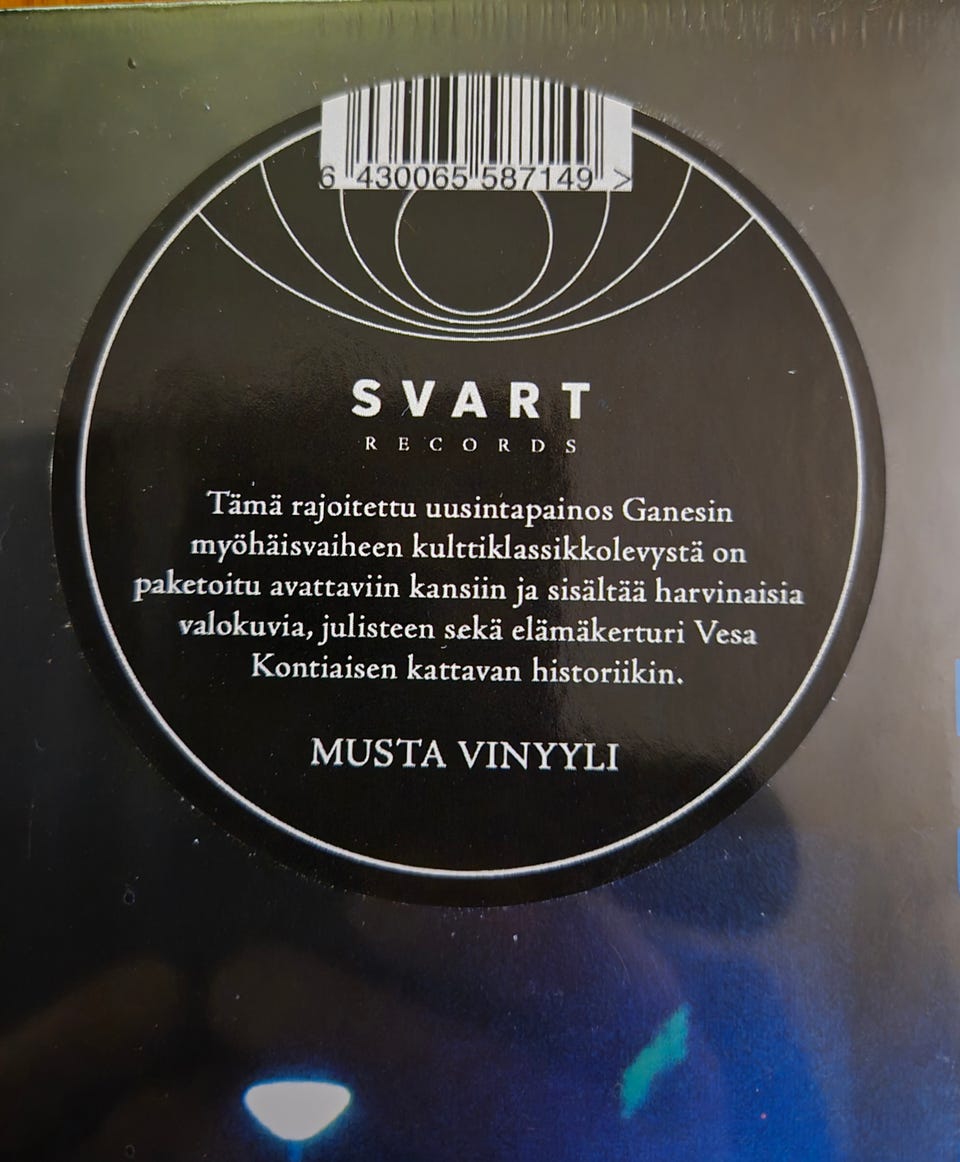 6 430065 587149 >
SVART
RECORDS
Tämä rajoitettu uusintapainos Ganesin
myöhäisvaiheen kulttiklassikkolevystä on
paketoitu avattaviin kansiin ja sisältää harvinaisia
valokuvia, julisteen sekä elämäkerturi Vesa
Kontiaisen kattavan historiikin.
MUSTA VINYYLI